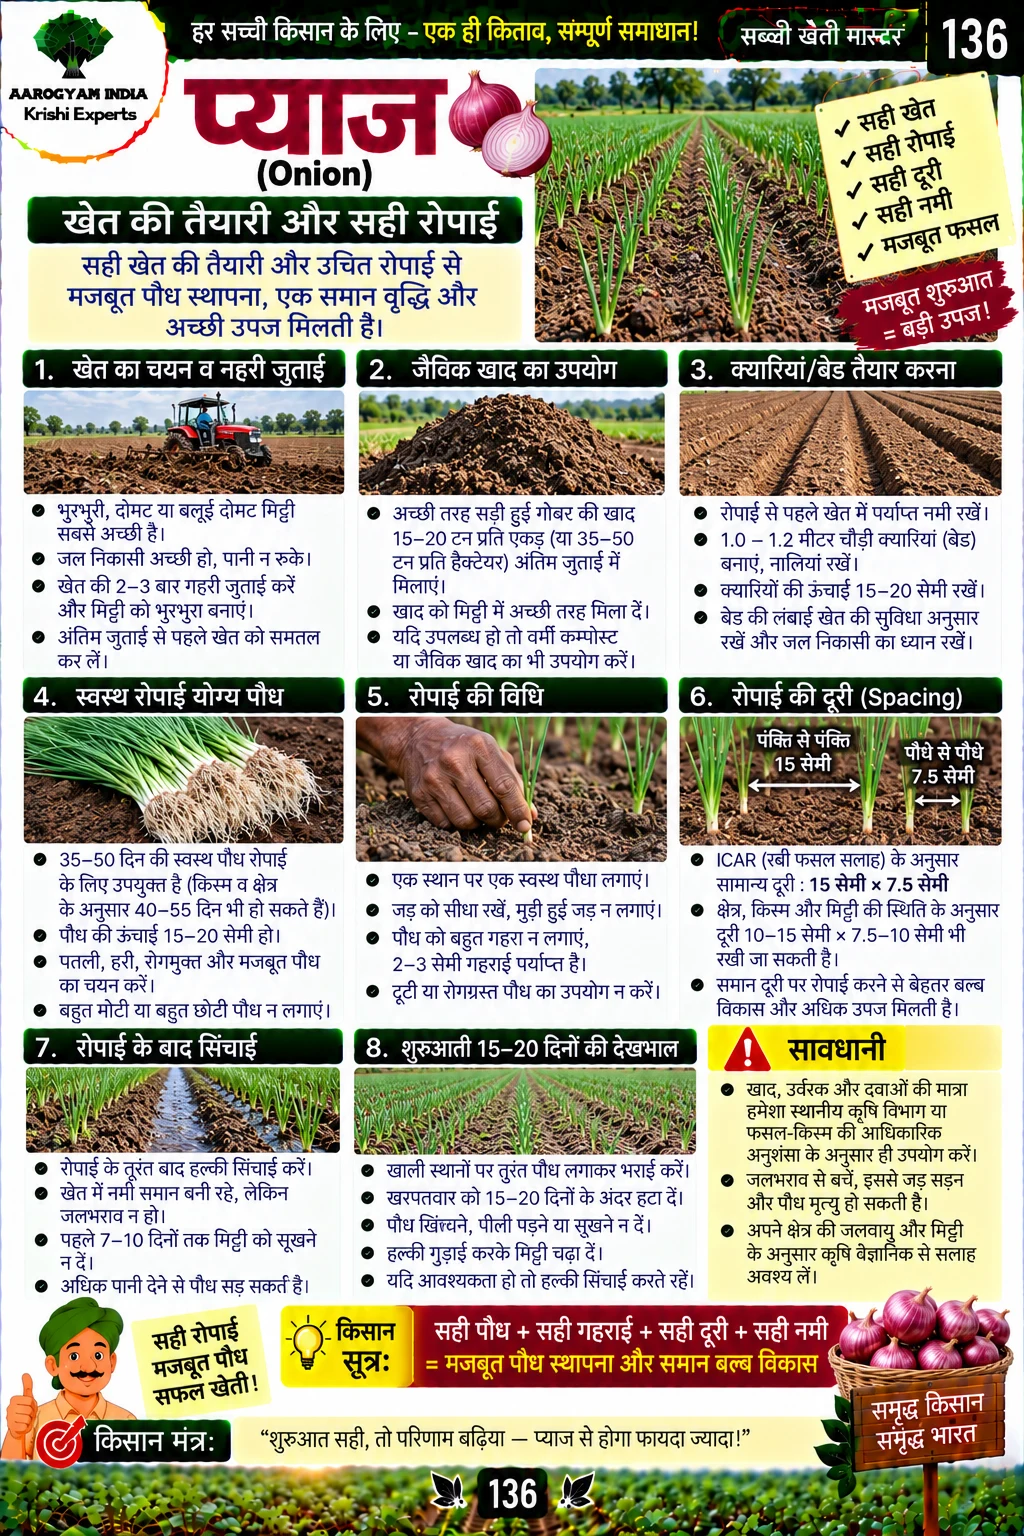 हर सच्ची किसान के लिए – एक ही किताव, संम्पूर्ण समाधान!
सब्व्वी खेती मास्टर
136
AAROGYAM INDIA
Krishi Experts
प्याज
(Onion)
खेत की तैयारी और सही रोपाई
सही खेत की तैयारी और उचित रोपाई से
मजबूत पौध स्थापना, एक समान वृद्धि और
अच्छी उपज मिलती है।
✓ सही खेत
✓ सही रोपाई
✓ सही दूरी
✓ सही नमी
✓ मजबूत फसल
मजबूत शुरुआत
= बड़ी उपज!
1. खेत का चयन व नहरी जुताई
भुरभुरी, दोमट या बलूई दोमट मिट्टी
सबसे अच्छी है।
जल निकासी अच्छी हो, पानी न रुके।
खेत की 2–3 बार गहरी जुताई करें
और मिट्टी को भुरभुरा बनाएं।
अंतिम जुताई से पहले खेत को समतल
कर लें।
2. जैविक खाद का उपयोग
अच्छी तरह सड़ी हुई गोबर की खाद
15–20 टन प्रति एकड़ (या 35–50
टन प्रति हैक्टेयर) अंतिम जुताई में
मिलाएं।
खाद को मिट्टी में अच्छी तरह मिला दें।
यदि उपलब्ध हो तो वर्मी कम्पोस्ट
या जैविक खाद का भी उपयोग करें।
3. क्यारियां/बेड तैयार करना
रोपाई से पहले खेत में पर्याप्त नमी रखें।
1.0 – 1.2 मीटर चौड़ी क्यारियां (बेड)
बनाएं, नालियां रखें।
क्यारियों की ऊंचाई 15–20 सेमी रखें।
बेड की लंबाई खेत की सुविधा अनुसार
रखें और जल निकासी का ध्यान रखें।
4. स्वस्थ रोपाई योग्य पौध
35–50 दिन की स्वस्थ पौध रोपाई
के लिए उपयुक्त है (किस्म व क्षेत्र
के अनुसार 40–55 दिन भी हो सकते हैं)।
पौध की ऊंचाई 15–20 सेमी हो।
पतली, हरी, रोगमुक्त और मजबूत पौध
का चयन करें।
बहुत मोटी या बहुत छोटी पौध न लगाएं।
5. रोपाई की विधि
एक स्थान पर एक स्वस्थ पौधा लगाएं।
जड़ को सीधा रखें, मुड़ी हुई जड़ न लगाएं।
पौध को बहुत गहरा न लगाएं,
2–3 सेमी गहराई पर्याप्त है।
टूटी या रोगग्रस्त पौध का उपयोग न करें।
6. रोपाई की दूरी (Spacing)
पंक्ति से पंक्ति
15 सेमी
पौधे से पौधे
7.5 सेमी
ICAR (रबी फसल सलाह) के अनुसार
सामान्य दूरी : 15 सेमी × 7.5 सेमी
क्षेत्र, किस्म और मिट्टी की स्थिति के अनुसार
दूरी 10–15 सेमी × 7.5–10 सेमी भी
रखी जा सकती है।
समान दूरी पर रोपाई करने से बेहतर बल्ब
विकास और अधिक उपज मिलती है।
7. रोपाई के बाद सिंचाई
रोपाई के तुरंत बाद हल्की सिंचाई करें।
खेत में नमी समान बनी रहे, लेकिन
जलभराव न हो।
पहले 7–10 दिनों तक मिट्टी को सूखने
न दें।
अधिक पानी देने से पौध सड़ सकती है।
8. शुरुआती 15–20 दिनों की देखभाल
खाली स्थानों पर तुरंत पौध लगाकर भराई करें।
खरपतवार को 15–20 दिनों के अंदर हटा दें।
पौध खिंचने, पीली पड़ने या सूखने न दें।
हल्की गुड़ाई करके मिट्टी चढ़ा दें।
यदि आवश्यकता हो तो हल्की सिंचाई करते रहें।
सावधानी
खाद, उर्वरक और दवाओं की मात्रा
हमेशा स्थानीय कृषि विभाग या
फसल-किस्म की आधिकारिक
अनुशंसा के अनुसार ही उपयोग करें।
जलभराव से बचें, इससे जड़ सड़न
और पौध मृत्यु हो सकती है।
अपने क्षेत्र की जलवायु और मिट्टी
के अनुसार कृषि वैज्ञानिक से सलाह
अवश्य लें।
सही रोपाई
मजबूत पौध
सफल खेती!
किसान
सूत्र:
सही पौध + सही गहराई + सही दूरी + सही नमी
= मजबूत पौध स्थापना और समान बल्ब विकास
समृद्ध किसान
समृद्ध भारत
किसान मंत्र:
“शुरुआत सही, तो परिणाम बढ़िया — प्याज से होगा फायदा ज्यादा!”
136